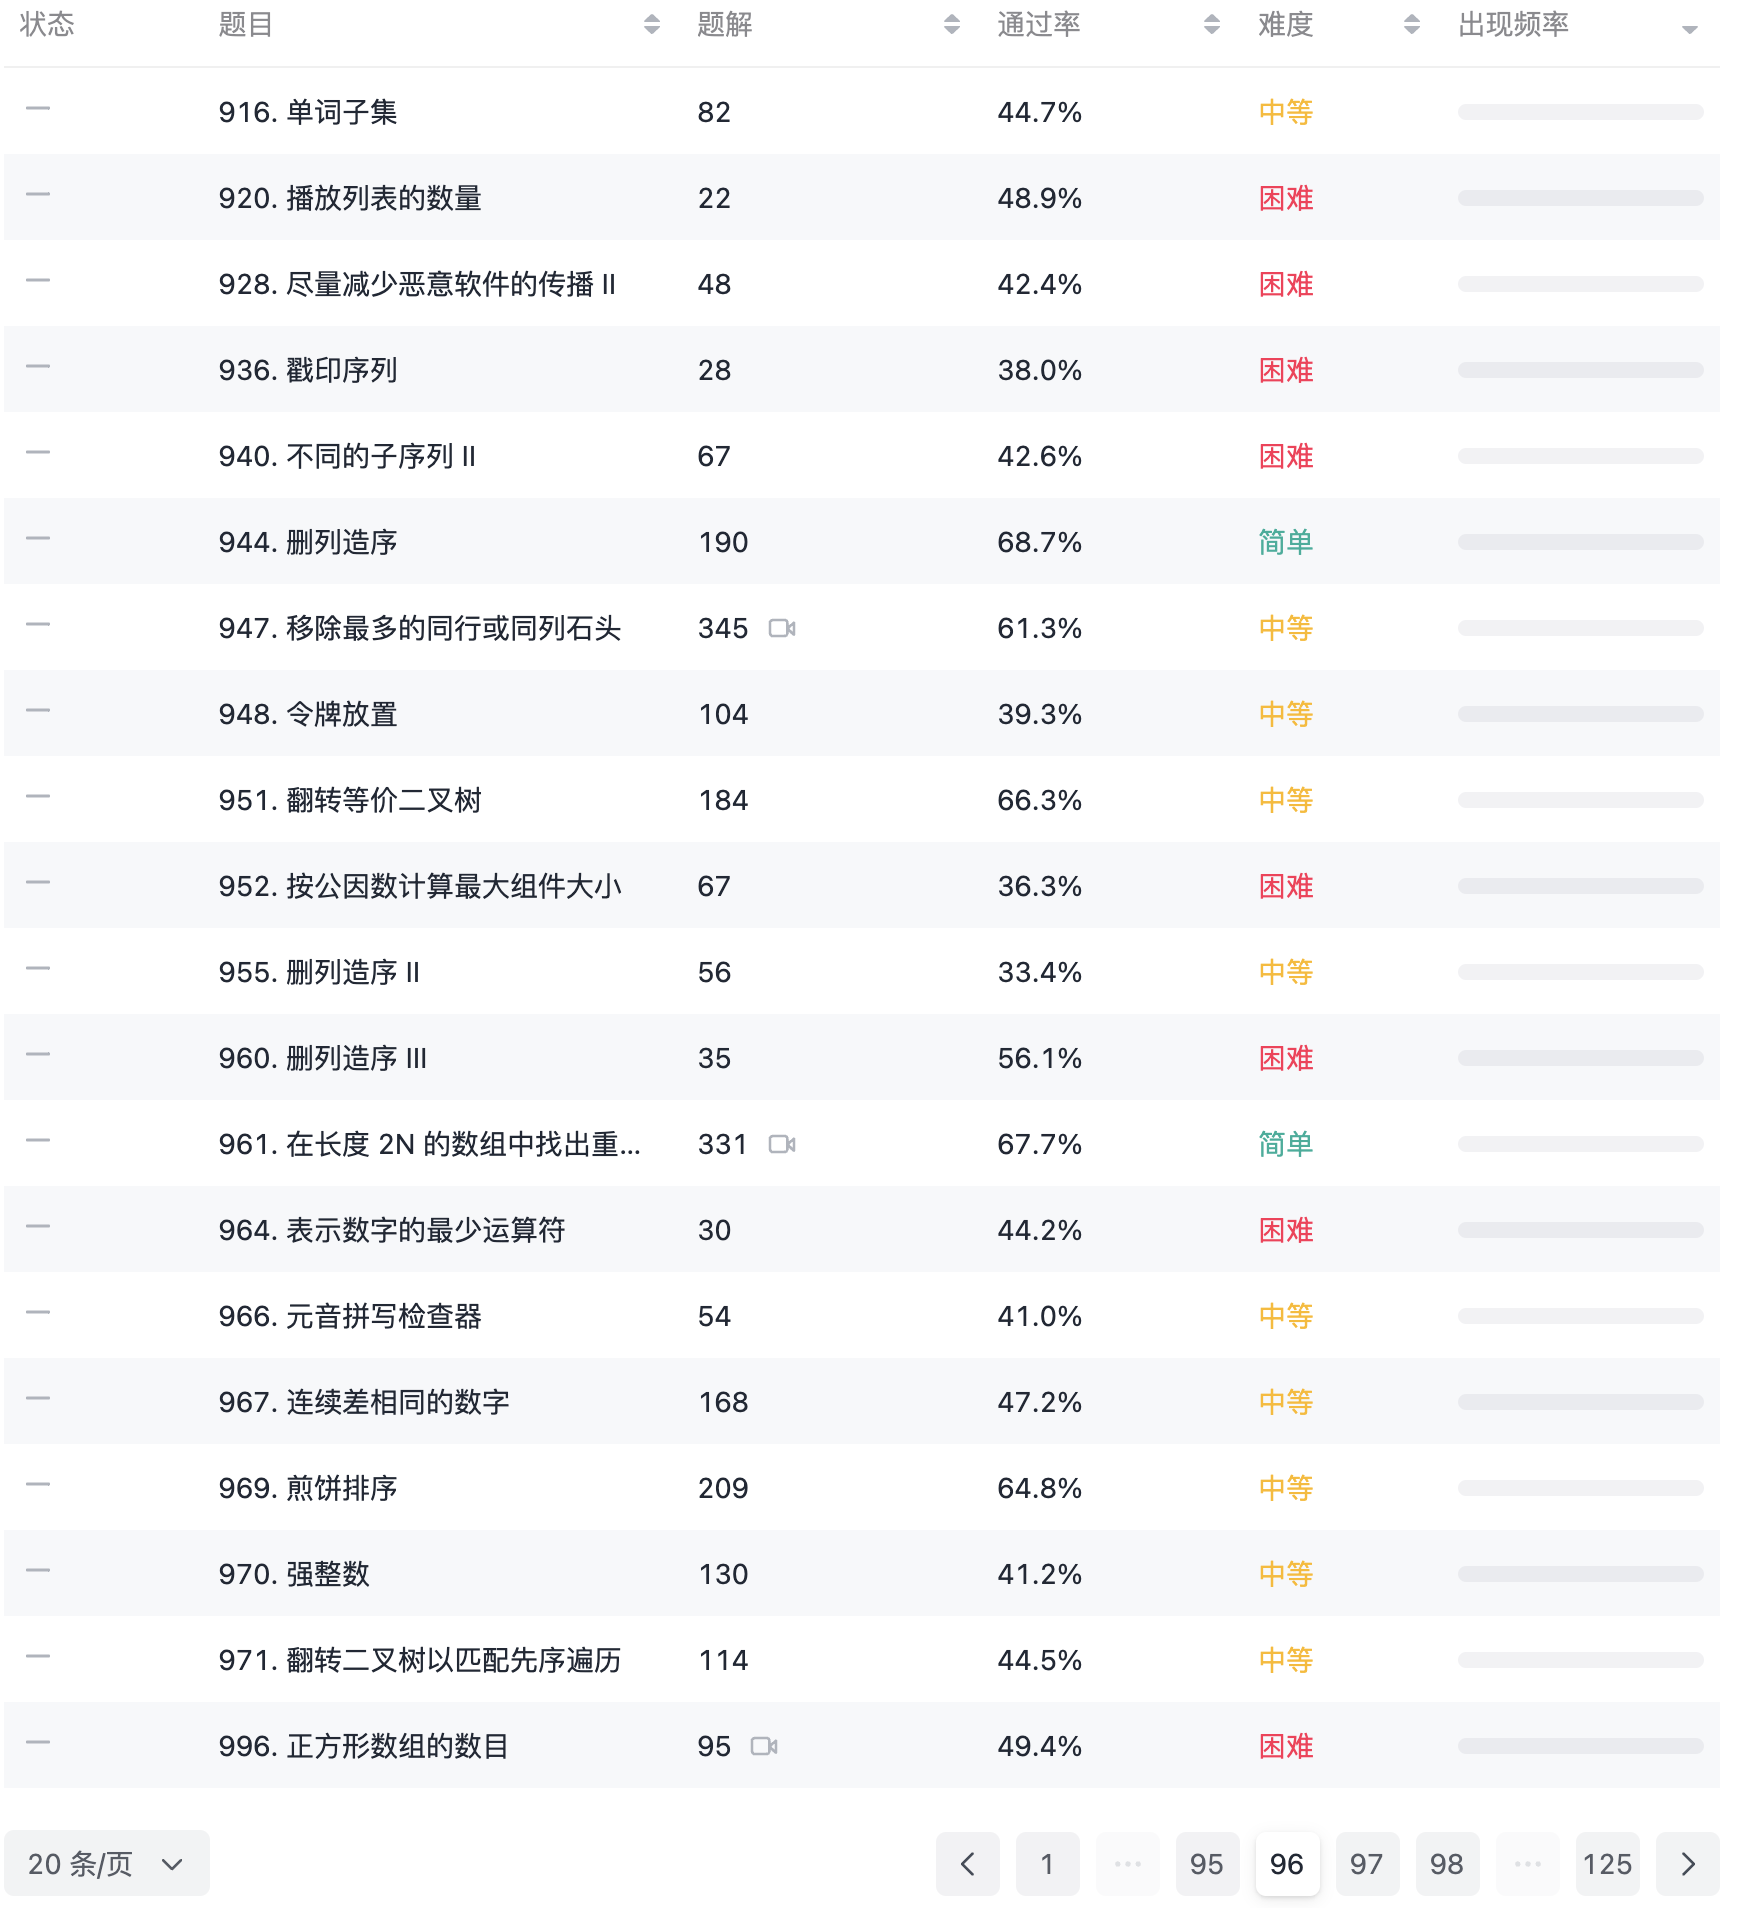 状态 题目 题解 通过率 难度 出现频率
916. 单词子集 82 44.7% 中等
920. 播放列表的数量 22 48.9% 困难
928. 尽量减少恶意软件的传播 II 48 42.4% 困难
936. 戳印序列 28 38.0% 困难
940. 不同的子序列 II 67 42.6% 困难
944. 删列造序 190 68.7% 简单
947. 移除最多的同行或同列石头 345 61.3% 中等
948. 令牌放置 104 39.3% 中等
951. 翻转等价二叉树 184 66.3% 中等
952. 按公因数计算最大组件大小 67 36.3% 困难
955. 删列造序 II 56 33.4% 中等
960. 删列造序 III 35 56.1% 困难
961. 在长度 2N 的数组中找出重... 331 67.7% 简单
964. 表示数字的最少运算符 30 44.2% 困难
966. 元音拼写检查器 54 41.0% 中等
967. 连续差相同的数字 168 47.2% 中等
969. 煎饼排序 209 64.8% 中等
970. 强整数 130 41.2% 中等
971. 翻转二叉树以匹配先序遍历 114 44.5% 中等
996. 正方形数组的数目 95 49.4% 困难
20 条/页 1 ... 95 96 97 98 ... 125